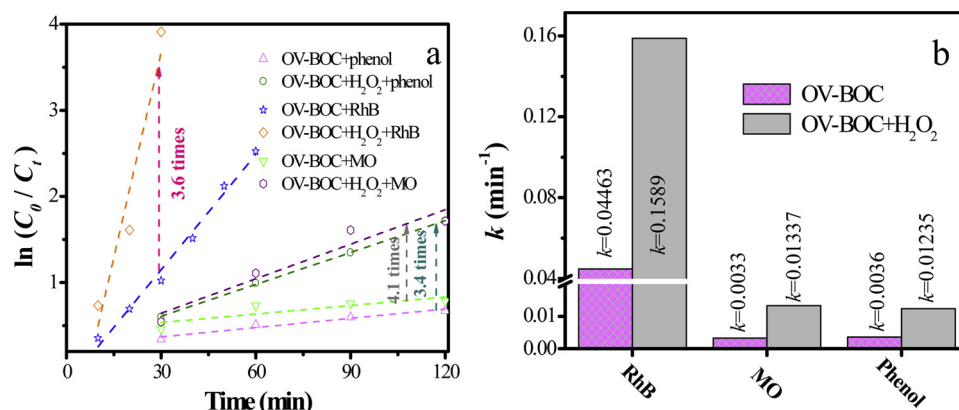 a
ln (C₀ / Cₜ)
4
3
2
1
0
30
60
90
120
Time (min)
OV-BOC+phenol
OV-BOC+H₂O₂+phenol
OV-BOC+RhB
OV-BOC+H₂O₂+RhB
OV-BOC+MO
OV-BOC+H₂O₂+MO
3.6 times
4.1 times
3.4 times
b
k (min⁻¹)
0.16
0.12
0.08
0.04
0.01
0.00
OV-BOC
OV-BOC+H₂O₂
k=0.04463
k=0.1589
k=0.0033
k=0.01337
k=0.0036
k=0.01235
RhB
MO
Phenol